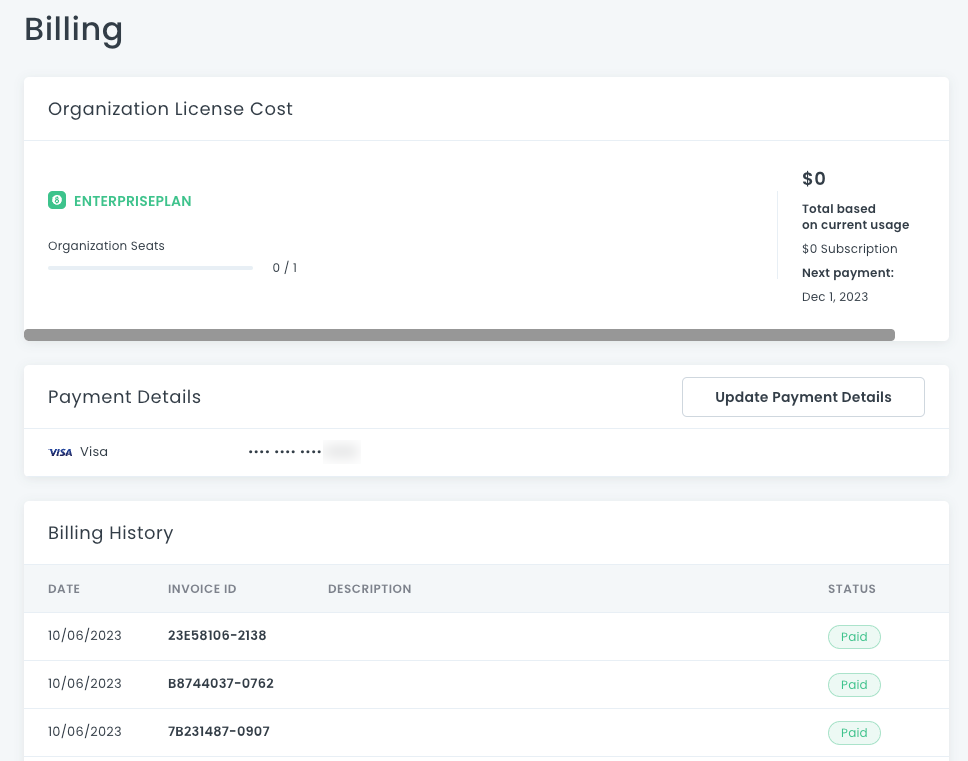 Billing
Organization License Cost
ENTERPRISEPLAN
Organization Seats
0 / 1
$0
Total based
on current usage
$0 Subscription
Next payment:
Dec 1, 2023
Payment Details
Update Payment Details
VISA Visa •••• •••• ••••
Billing History
DATE INVOICE ID DESCRIPTION STATUS
10/06/2023 23E58106-2138 Paid
10/06/2023 B8744037-0762 Paid
10/06/2023 7B231487-0907 Paid